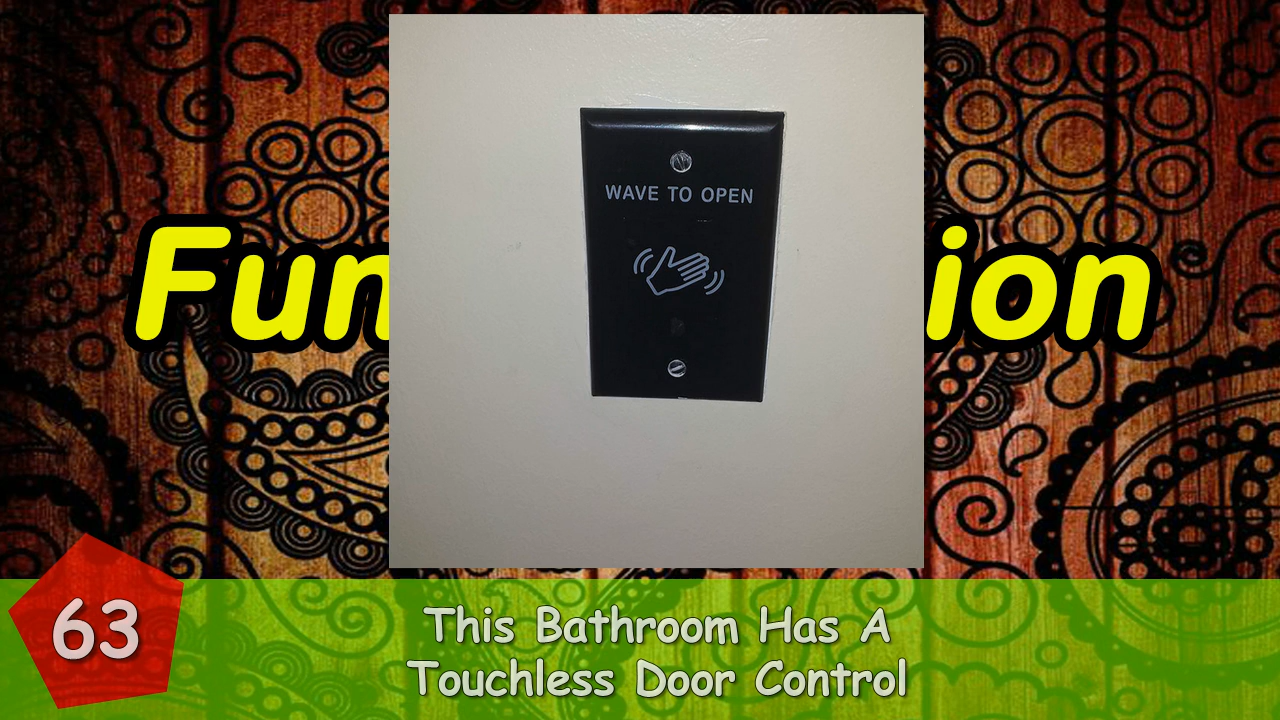 WAVE TO OPEN
Fun
ion
63
This Bathroom Has A
Touchless Door Control